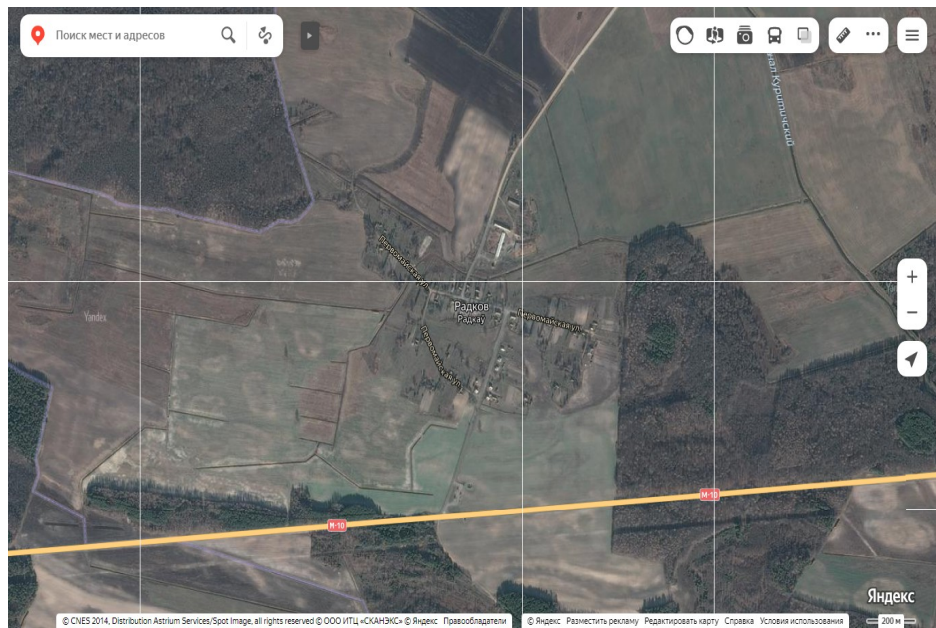 Поиск мест и адресов
нал Куритичский
Первомайская ул.
Радков
Радкаў
Первомайская ул.
Первомайская ул.
Yandex
М-10
М-10
Яндекс
© CNES 2014, Distribution Astrium Services/Spot Image, all rights reserved © ООО ИТЦ «СКАНЭКС» © Яндекс Правообладатели
© Яндекс Разместить рекламу Редактировать карту Справка Условия использования
200 м